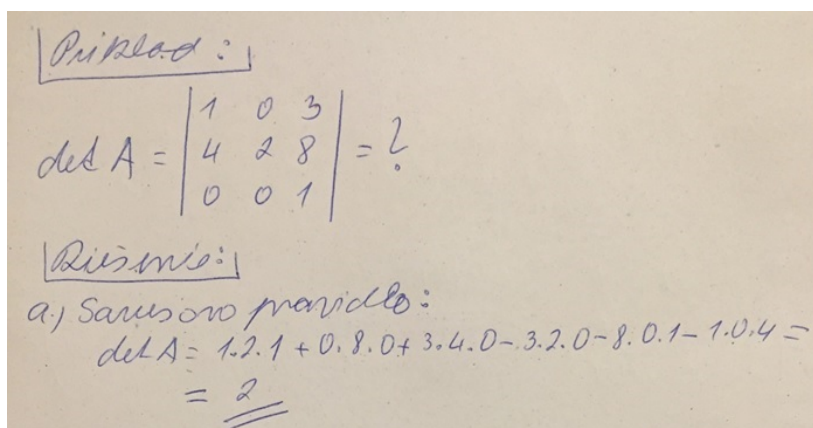 Príklad:
det A = | 1 0 3 |
| 4 2 8 | = ?
| 0 0 1 |
Riešenie:
a.) Sarusovo pravidlo:
det A = 1.2.1 + 0.8.0 + 3.4.0 - 3.2.0 - 8.0.1 - 1.0.4 =
= 2